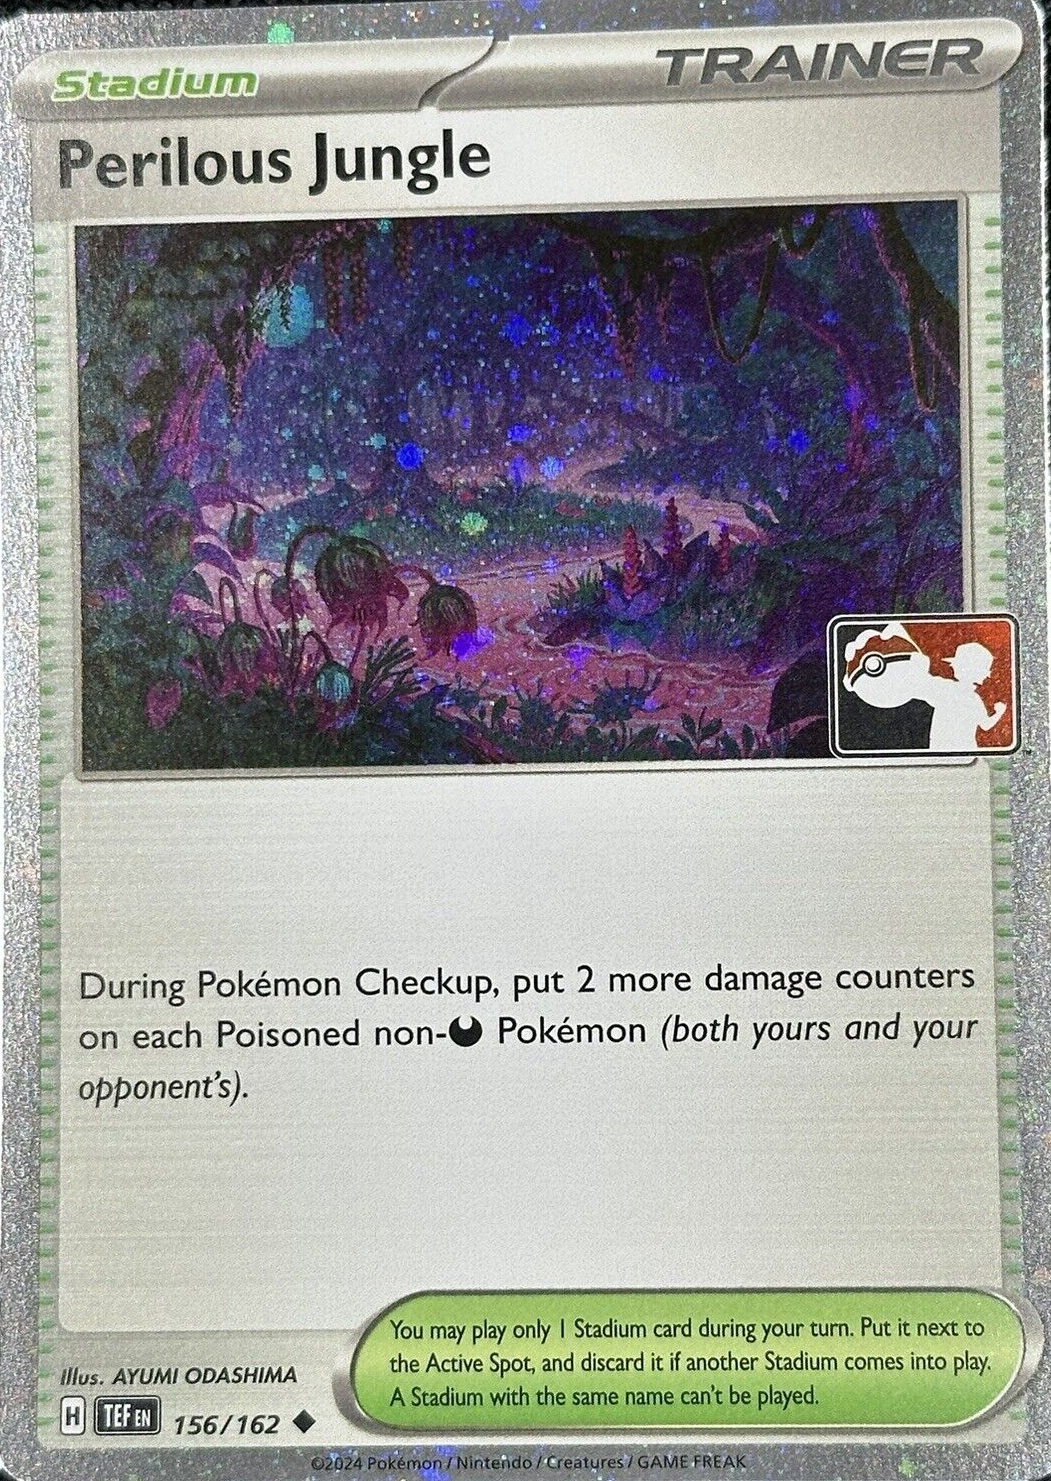 Stadium
TRAINER
Perilous Jungle
During Pokémon Checkup, put 2 more damage counters
on each Poisoned non- Pokémon (both yours and your
opponent's).
You may play only 1 Stadium card during your turn. Put it next to
the Active Spot, and discard it if another Stadium comes into play.
A Stadium with the same name can't be played.
Illus. AYUMI ODASHIMA
H TEF EN 156/162
©2024 Pokémon / Nintendo / Creatures / GAME FREAK